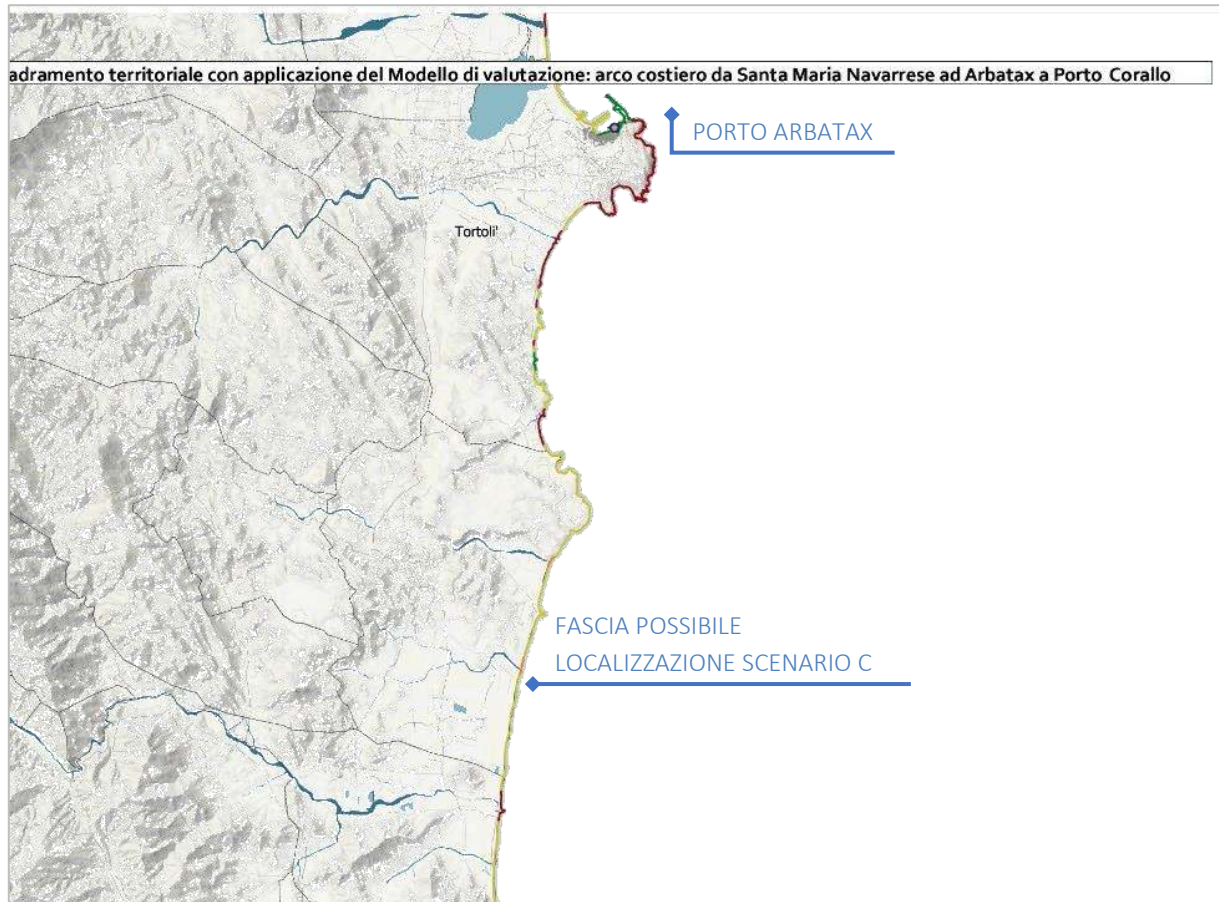 adramento territoriale con applicazione del Modello di valutazione: arco costiero da Santa Maria Navarrese ad Arbatax a Porto Corallo
PORTO ARBATAX
Tortoli'
FASCIA POSSIBILE
LOCALIZZAZIONE SCENARIO C